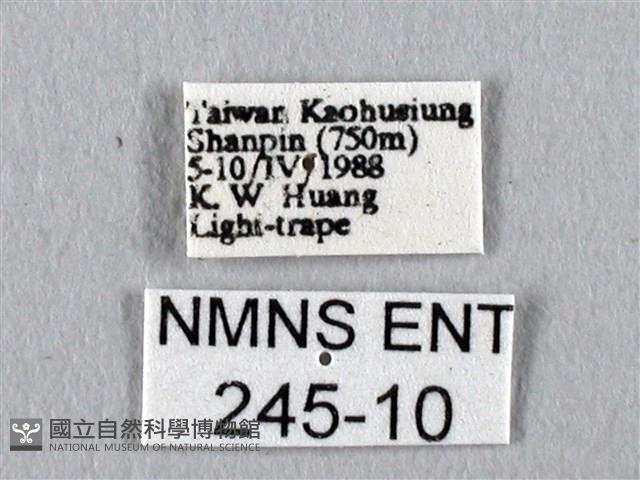 Taiwan Kaohusiung
Shanpin (750m)
5-10/IV/1988
K. W. Huang
Light-trape
NMNS ENT
245-10
國立自然科學博物館
NATIONAL MUSEUM OF NATURAL SCIENCE